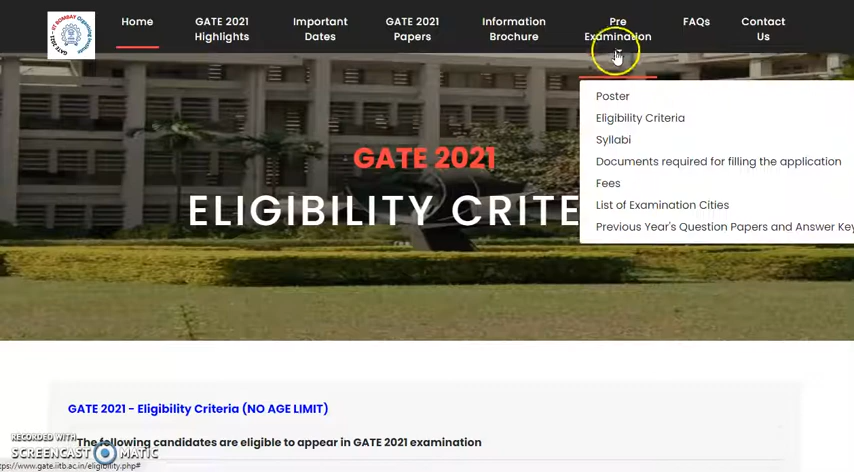 Home
GATE 2021
Highlights
Important
Dates
GATE 2021
Papers
Information
Brochure
Pre
Examination
FAQs
Contact
Us
Poster
Eligibility Criteria
Syllabi
Documents required for filling the application
Fees
List of Examination Cities
Previous Year's Question Papers and Answer Key
GATE 2021
ELIGIBILITY CRITE
GATE 2021 - Eligibility Criteria (NO AGE LIMIT)
The following candidates are eligible to appear in GATE 2021 examination
RECORDED WITH
SCREENCAST MATIC
tps://www.gate.iitb.ac.in/eligibility.php#